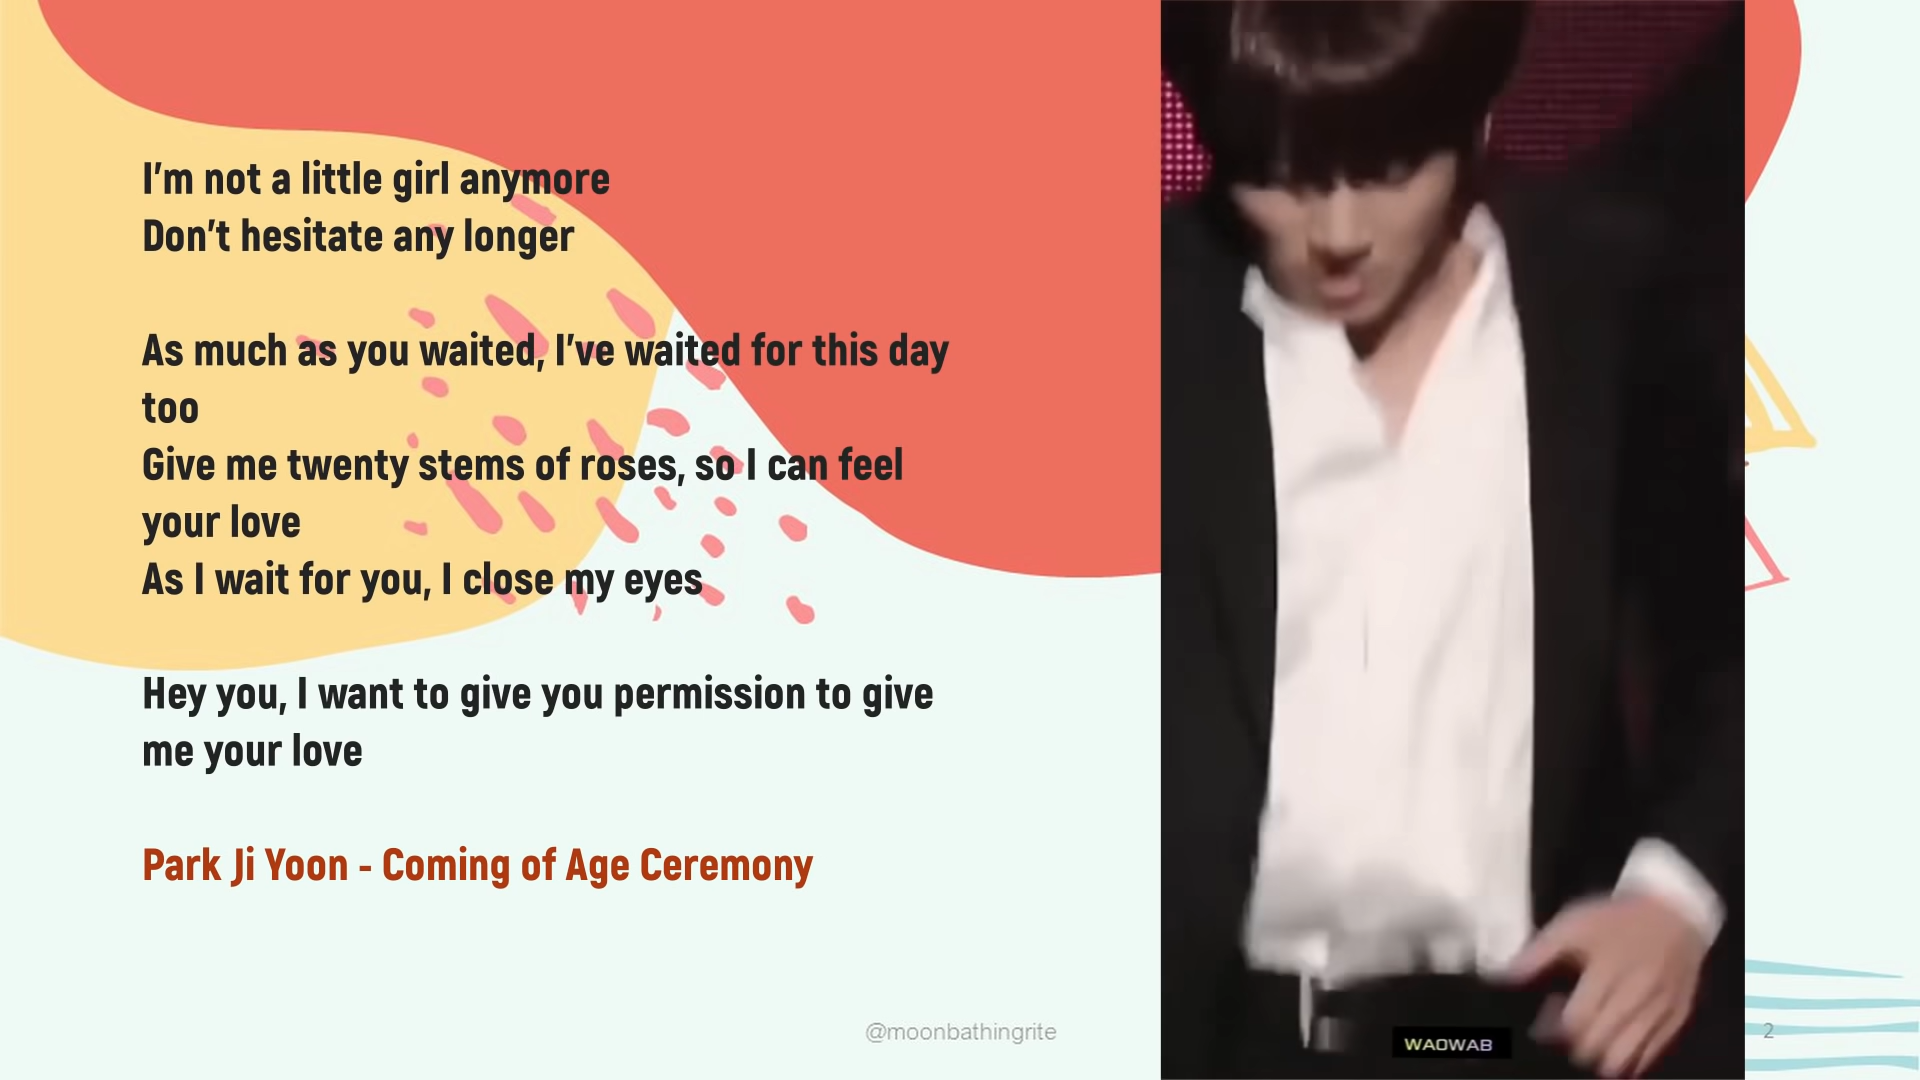 I’m not a little girl anymore
Don’t hesitate any longer
As much as you waited, I’ve waited for this day
too
Give me twenty stems of roses, so I can feel
your love
As I wait for you, I close my eyes
Hey you, I want to give you permission to give
me your love
Park Ji Yoon - Coming of Age Ceremony
@moonbathingrite
WAOWAB
2